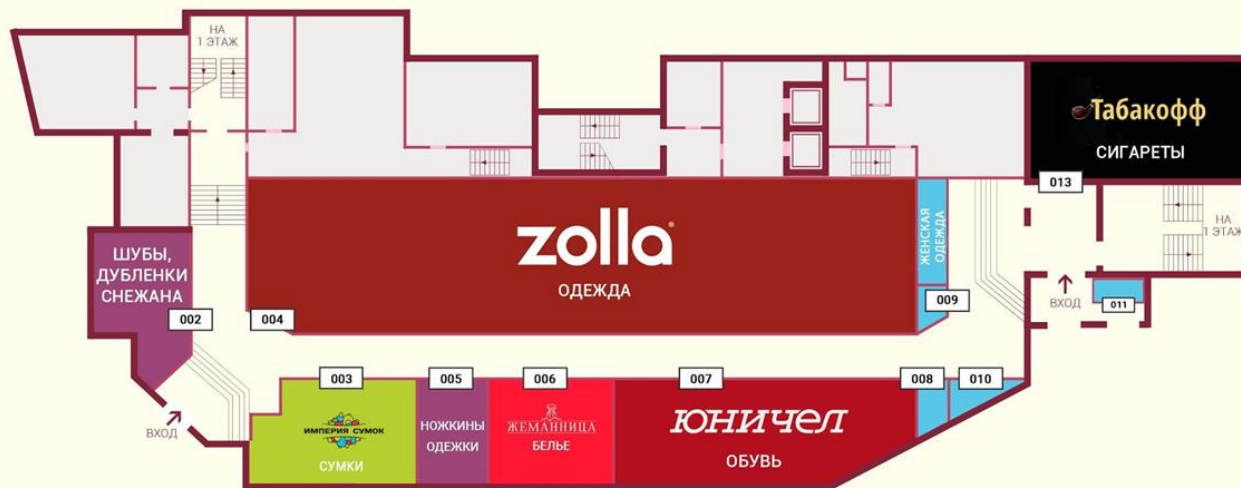 НА
1 ЭТАЖ
Табакофф
СИГАРЕТЫ
013
НА
1 ЭТАЖ
zolla®
ОДЕЖДА
ЖЕНСКАЯ
ОДЕЖДА
ШУБЫ,
ДУБЛЕНКИ
СНЕЖАНА
002
004
009
ВХОД
011
003
005
006
007
008
010
ВХОД
ИМПЕРИЯ СУМОК
СУМКИ
НОЖКИНЫ
ОДЕЖКИ
ЖЕМАННИЦА
БЕЛЬЕ
ЮНИЧЕЛ
ОБУВЬ